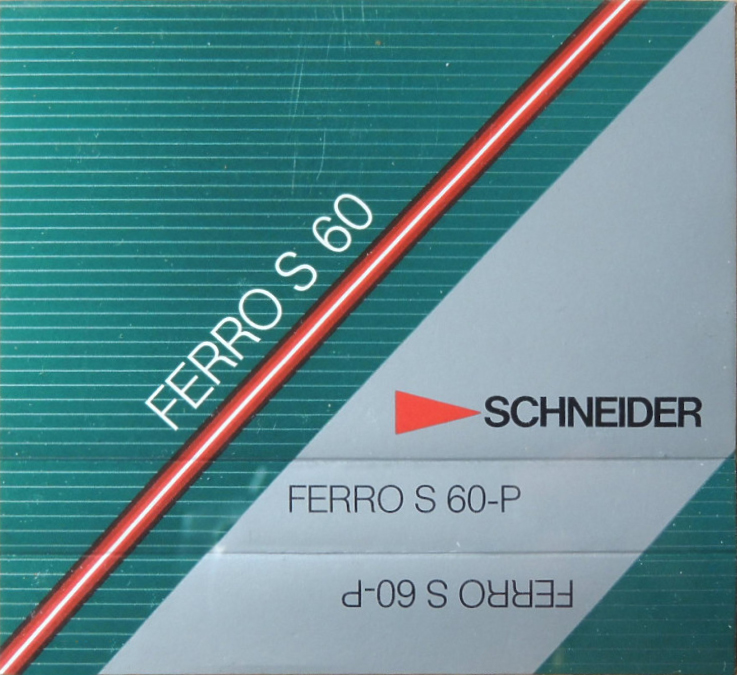 FERRO S 60
SCHNEIDER
FERRO S 60-P
FERRO S 60-P